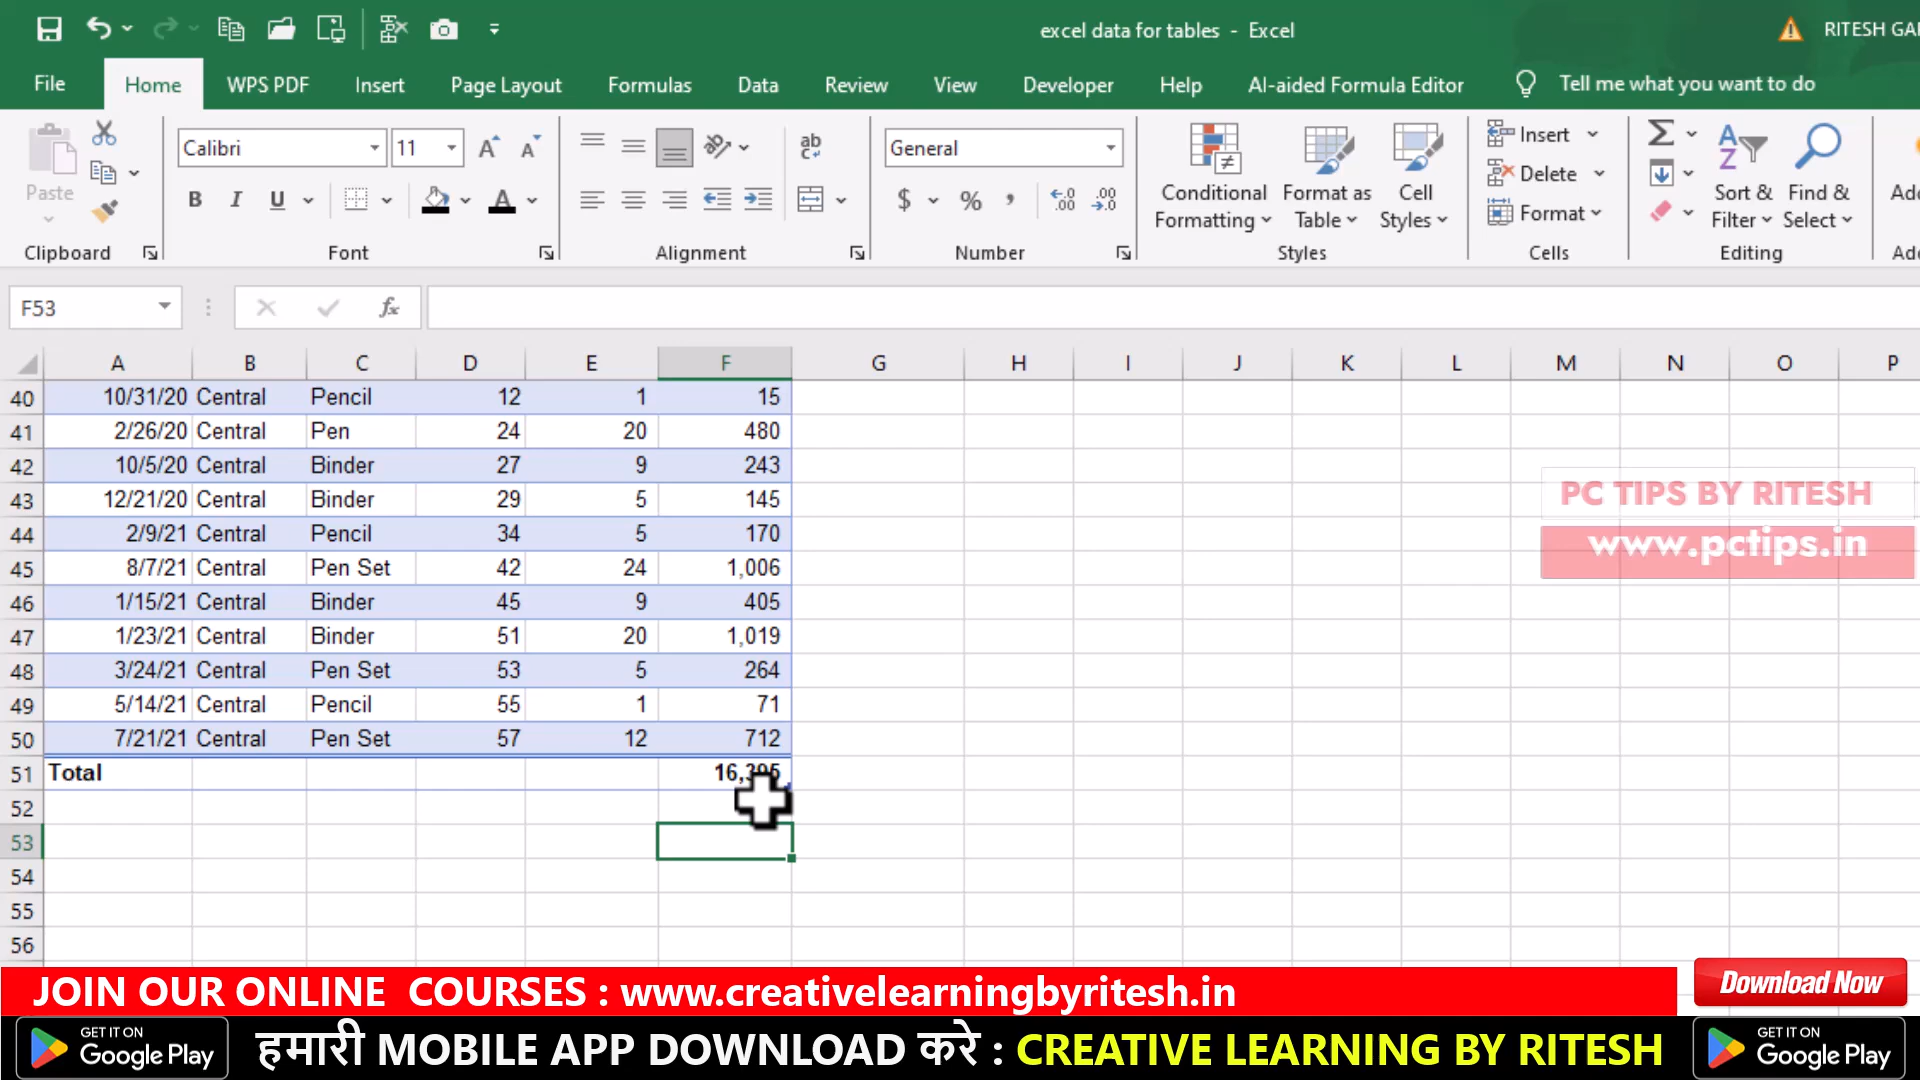 excel data for tables - Excel
RITESH GA
File Home WPS PDF Insert Page Layout Formulas Data Review View Developer Help AI-aided Formula Editor Tell me what you want to do
Paste
Clipboard
Calibri 11
B I U A
Font
ab
Alignment
General
$ % ,
Number
Conditional Formatting
Format as Table
Cell Styles
Styles
Insert
Delete
Format
Cells
Sort & Filter
Find & Select
Editing
F53
fx
A B C D E F G H I J K L M N O P
40 10/31/20 Central Pencil 12 1 15
41 2/26/20 Central Pen 24 20 480
42 10/5/20 Central Binder 27 9 243
43 12/21/20 Central Binder 29 5 145
44 2/9/21 Central Pencil 34 5 170
45 8/7/21 Central Pen Set 42 24 1,006
46 1/15/21 Central Binder 45 9 405
47 1/23/21 Central Binder 51 20 1,019
48 3/24/21 Central Pen Set 53 5 264
49 5/14/21 Central Pencil 55 1 71
50 7/21/21 Central Pen Set 57 12 712
51 Total 16,395
52
53
54
55
56
PC TIPS BY RITESH
www.pctips.in
JOIN OUR ONLINE COURSES : www.creativelearningbyritesh.in
Download Now
GET IT ON
Google Play
हमारी MOBILE APP DOWNLOAD करे : CREATIVE LEARNING BY RITESH
GET IT ON
Google Play